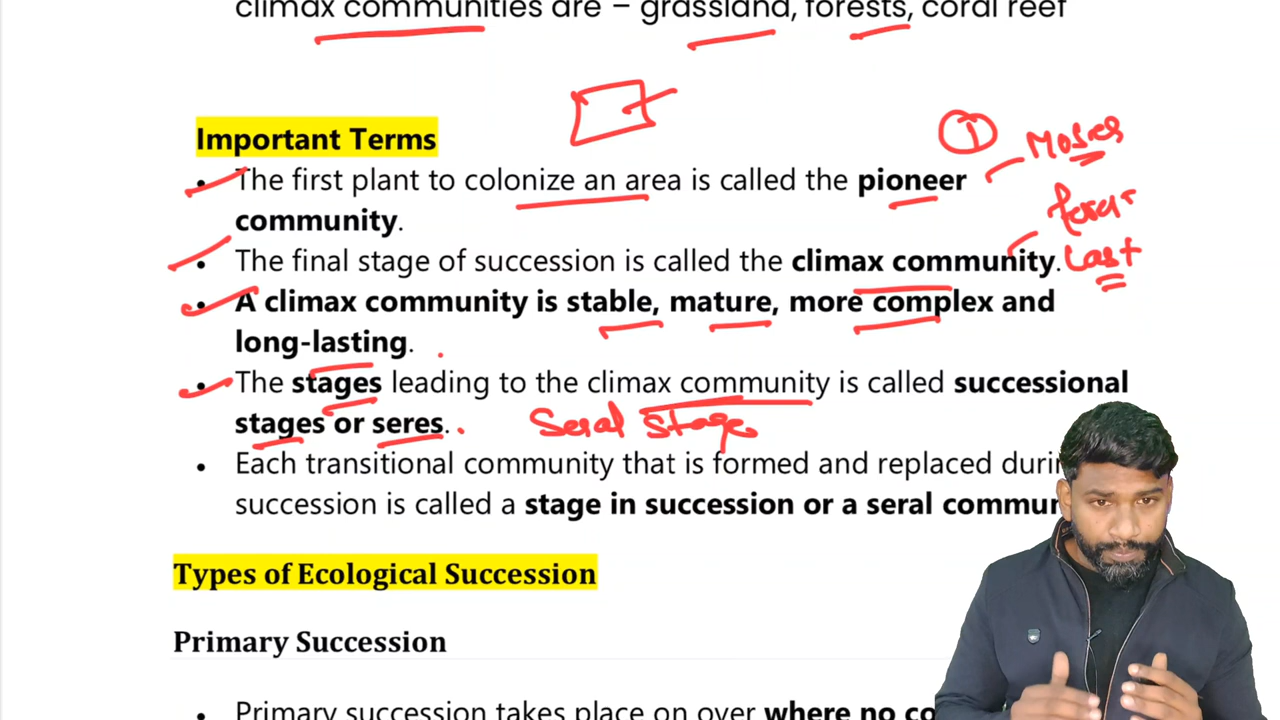 climax communities are – grassland, forests, coral reef
Important Terms
① Moses
• The first plant to colonize an area is called the pioneer
community.
• The final stage of succession is called the climax community. Last
• A climax community is stable, mature, more complex and
long-lasting.
• The stages leading to the climax community is called successional
stages or seres. Seral stage
• Each transitional community that is formed and replaced duri
succession is called a stage in succession or a seral commun
Types of Ecological Succession
Primary Succession
• Primary succession takes place on over where no co